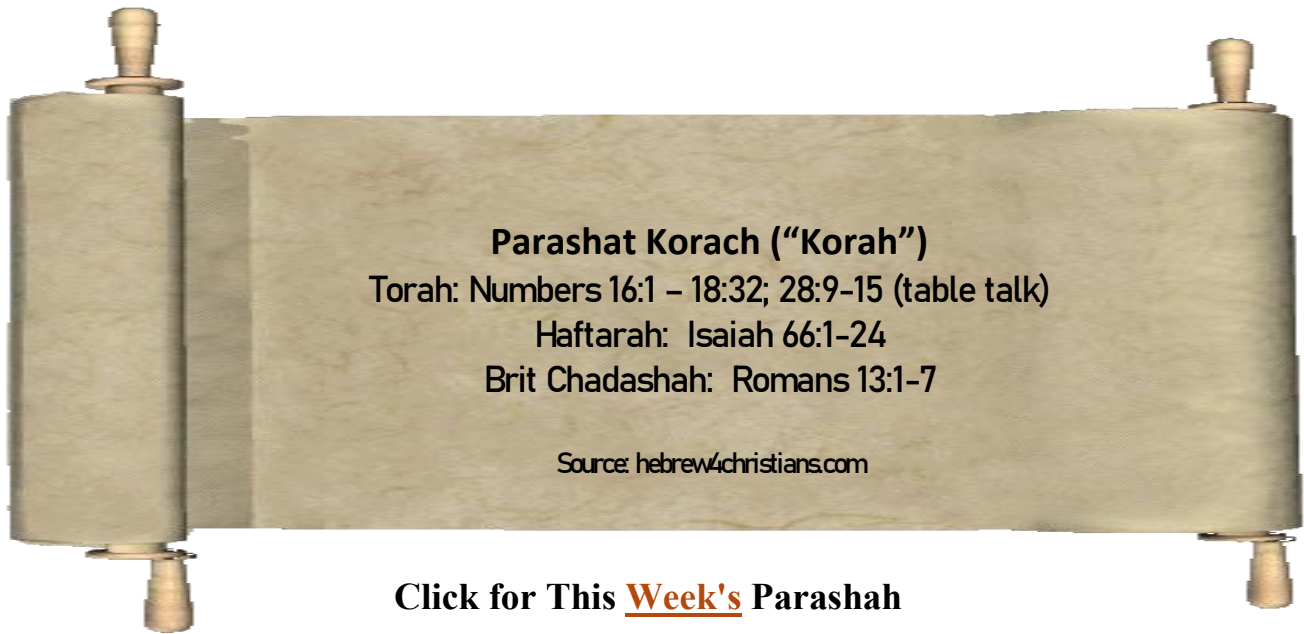 Parashat Korach (“Korah”)
Torah: Numbers 16:1 – 18:32; 28:9-15 (table talk)
Haftarah: Isaiah 66:1-24
Brit Chadashah: Romans 13:1-7
Source: hebrew4christians.com
Click for This Week's Parashah